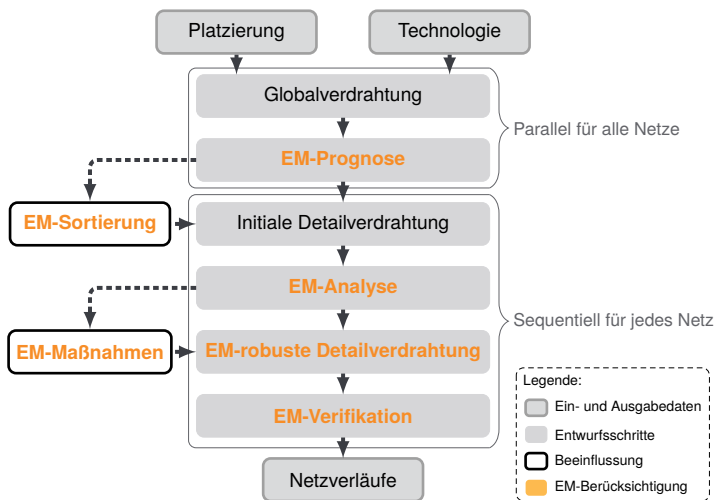 Platzierung
Technologie
Globalverdrahtung
Parallel für alle Netze
EM-Prognose
EM-Sortierung
Initiale Detailverdrahtung
EM-Analyse
Sequentiell für jedes Netz
EM-Maßnahmen
EM-robuste Detailverdrahtung
EM-Verifikation
Netzverläufe
Legende:
Ein- und Ausgabedaten
Entwurfsschritte
Beeinflussung
EM-Berücksichtigung